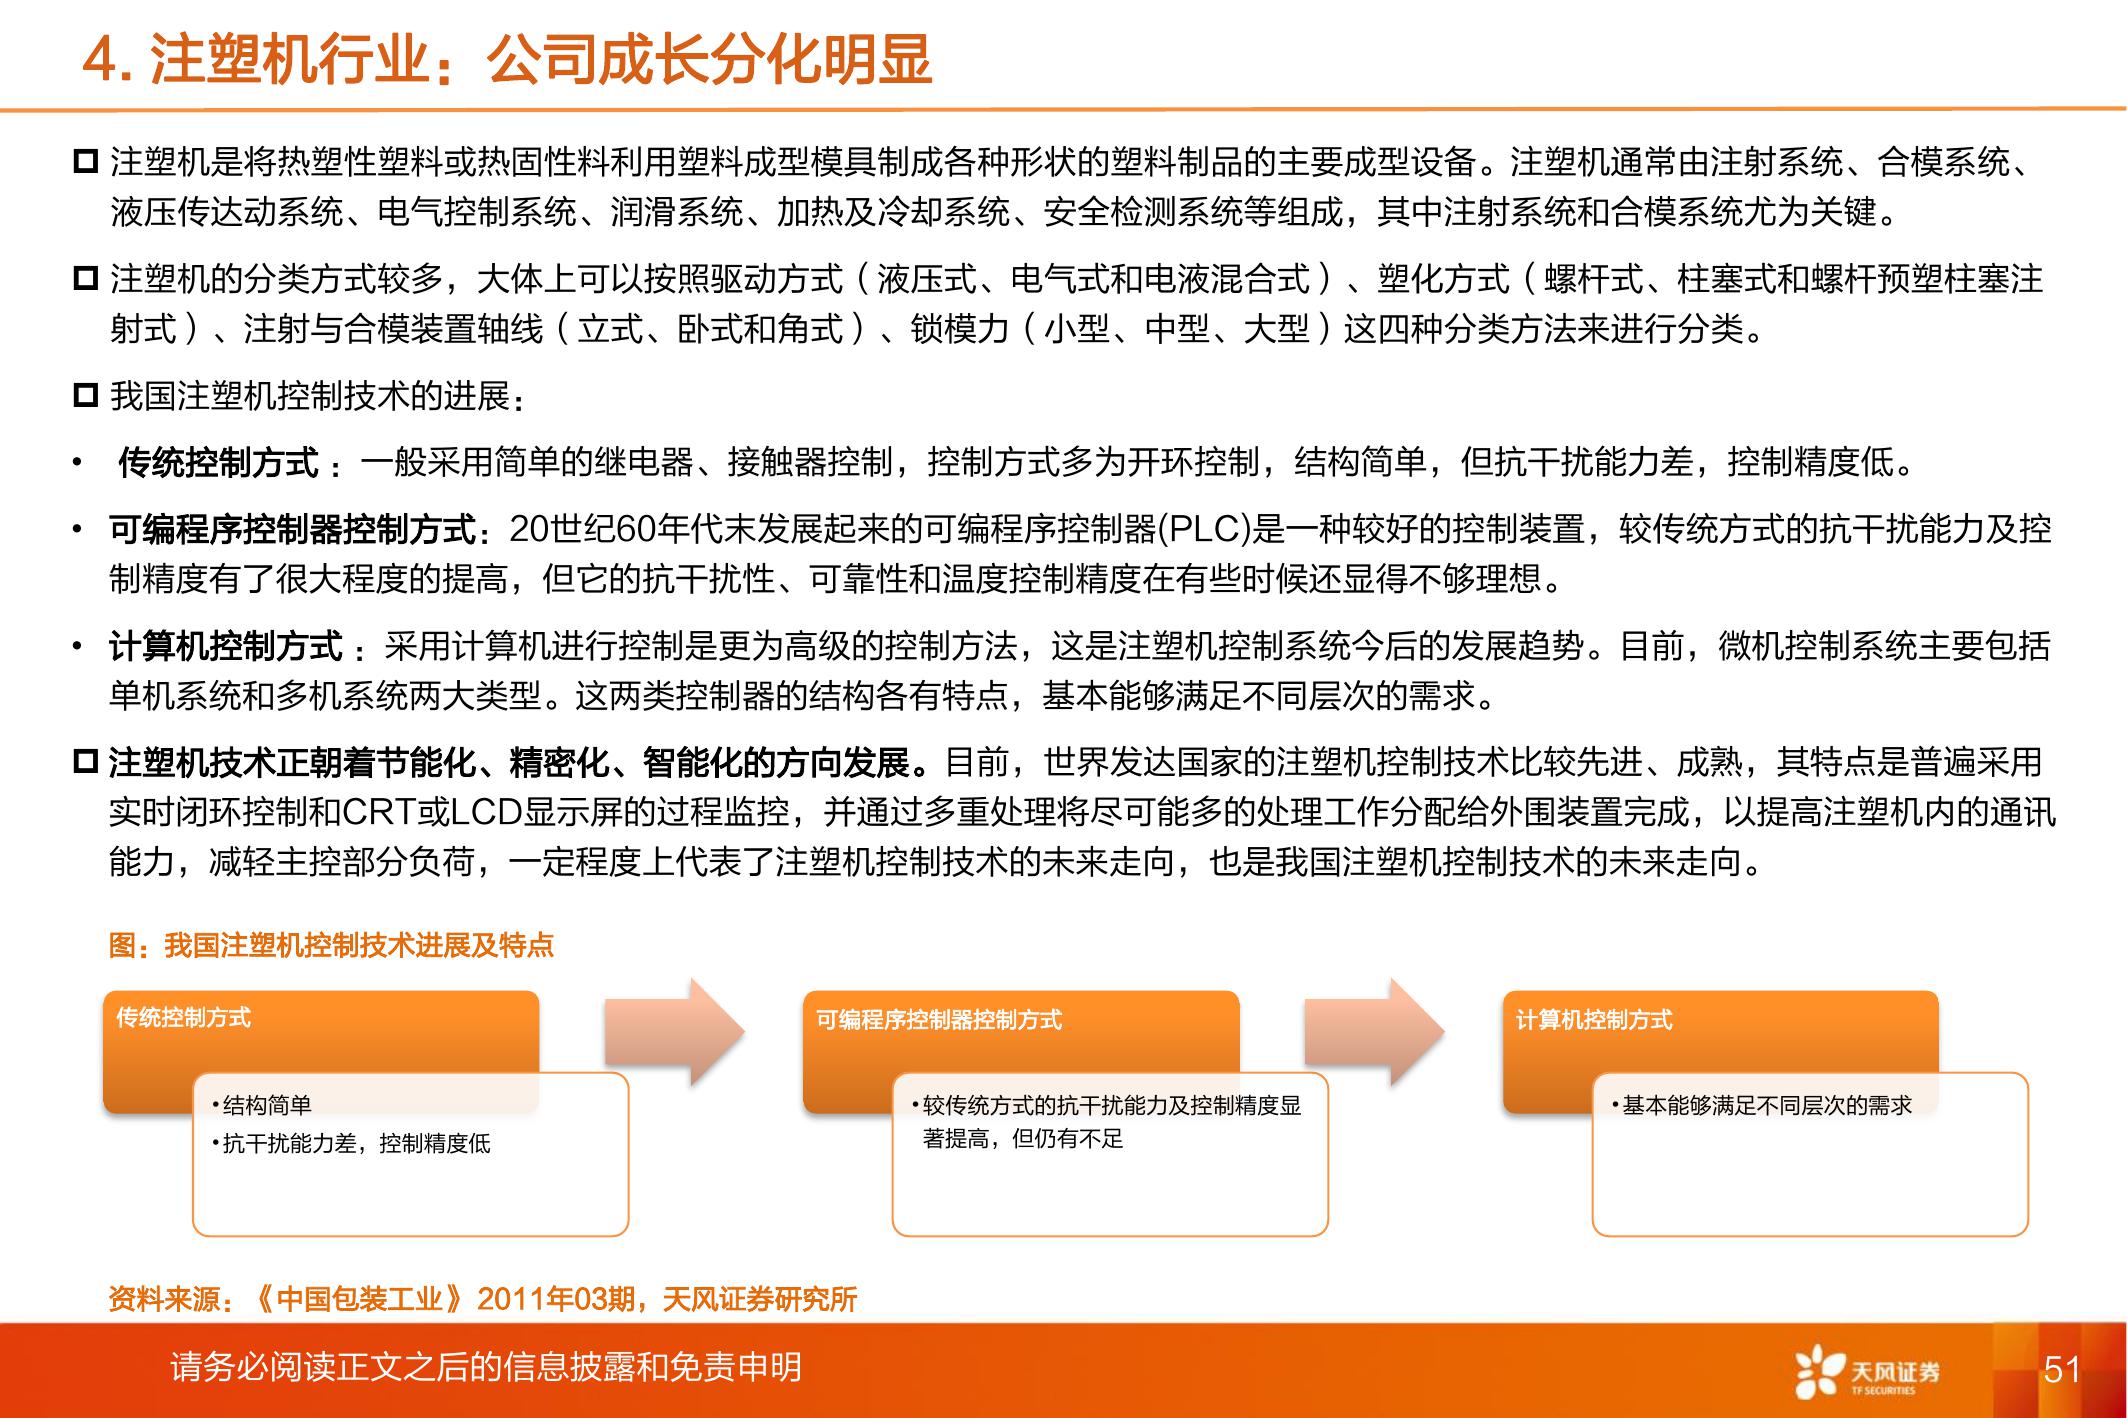 4. 注塑机行业：公司成长分化明显
注塑机是将热塑性塑料或热固性料利用塑料成型模具制成各种形状的塑料制品的主要成型设备。注塑机通常由注射系统、合模系统、
液压传达动系统、电气控制系统、润滑系统、加热及冷却系统、安全检测系统等组成，其中注射系统和合模系统尤为关键。
注塑机的分类方式较多，大体上可以按照驱动方式（液压式、电气式和电液混合式）、塑化方式（螺杆式、柱塞式和螺杆预塑柱塞注
射式）、注射与合模装置轴线（立式、卧式和角式）、锁模力（小型、中型、大型）这四种分类方法来进行分类。
我国注塑机控制技术的进展：
• 传统控制方式 ：一般采用简单的继电器、接触器控制，控制方式多为开环控制，结构简单，但抗干扰能力差，控制精度低。
• 可编程序控制器控制方式：20世纪60年代末发展起来的可编程序控制器(PLC)是一种较好的控制装置，较传统方式的抗干扰能力及控
制精度有了很大程度的提高，但它的抗干扰性、可靠性和温度控制精度在有些时候还显得不够理想。
• 计算机控制方式 ：采用计算机进行控制是更为高级的控制方法，这是注塑机控制系统今后的发展趋势。目前，微机控制系统主要包括
单机系统和多机系统两大类型。这两类控制器的结构各有特点，基本能够满足不同层次的需求。
注塑机技术正朝着节能化、精密化、智能化的方向发展。目前，世界发达国家的注塑机控制技术比较先进、成熟，其特点是普遍采用
实时闭环控制和CRT或LCD显示屏的过程监控，并通过多重处理将尽可能多的处理工作分配给外围装置完成，以提高注塑机内的通讯
能力，减轻主控部分负荷，一定程度上代表了注塑机控制技术的未来走向，也是我国注塑机控制技术的未来走向。
图：我国注塑机控制技术进展及特点
传统控制方式
•结构简单
•抗干扰能力差，控制精度低
可编程序控制器控制方式
•较传统方式的抗干扰能力及控制精度显
著提高，但仍有不足
计算机控制方式
•基本能够满足不同层次的需求
资料来源：《中国包装工业》2011年03期，天风证券研究所
请务必阅读正文之后的信息披露和免责申明
天风证券
TF SECURITIES
51